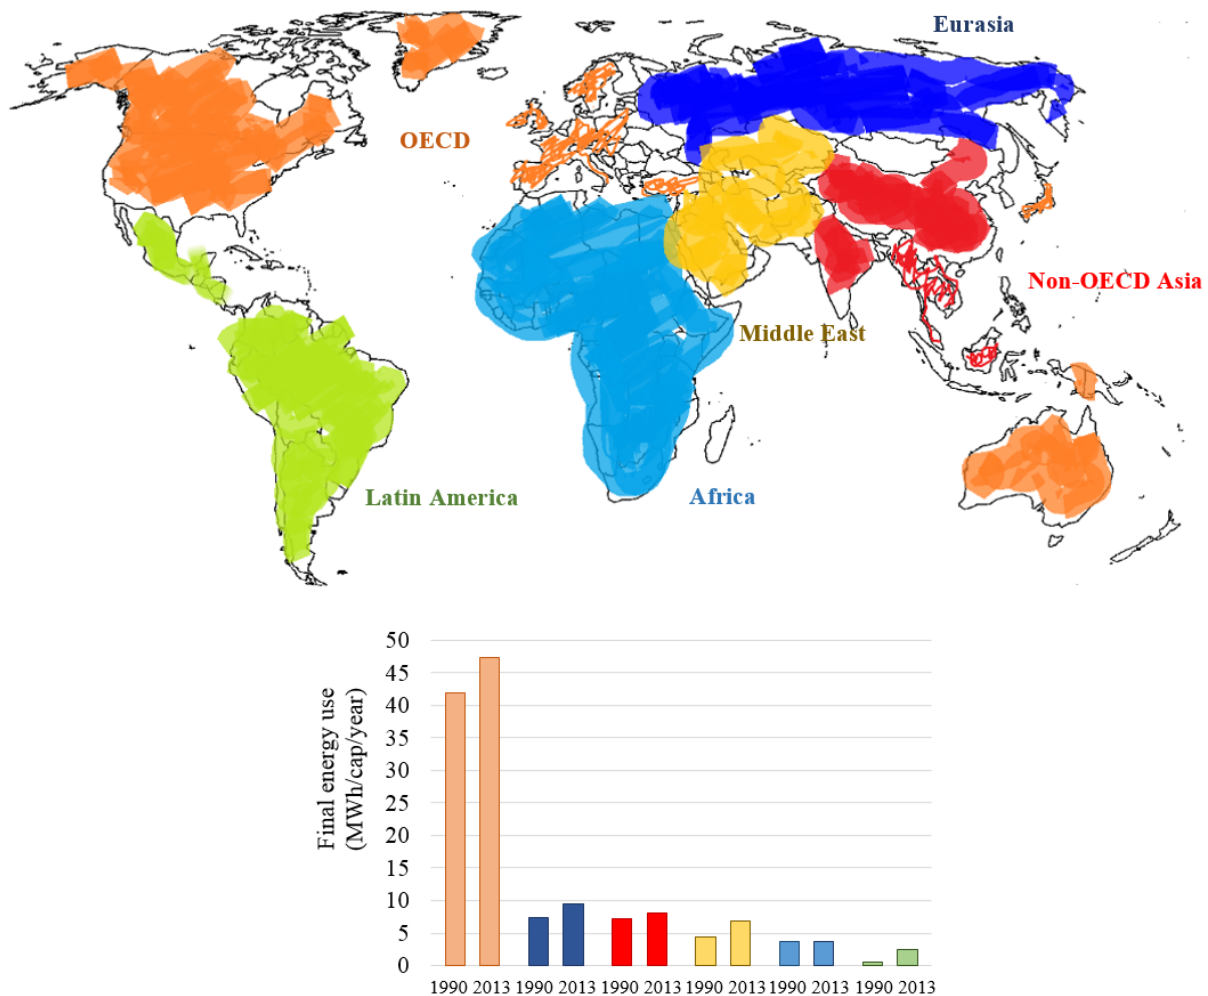 Eurasia
OECD
Non-OECD Asia
Middle East
Latin America
Africa
Final energy use
(MWh/cap/year)
50
45
40
35
30
25
20
15
10
5
0
1990 2013 1990 2013 1990 2013 1990 2013 1990 2013 1990 2013